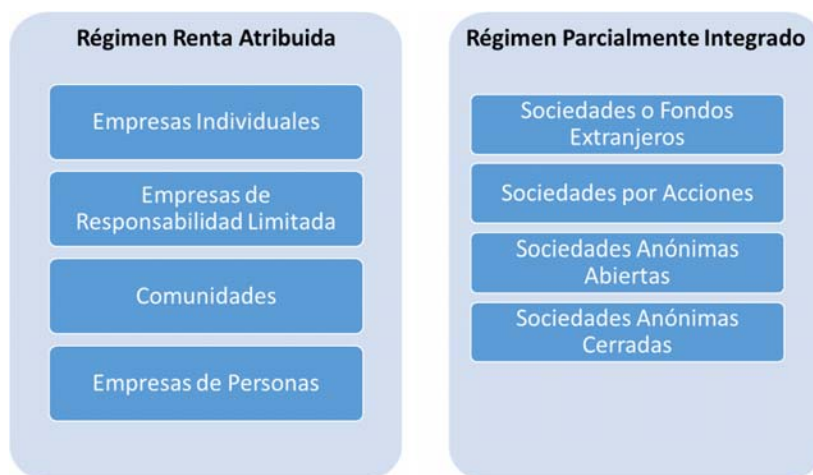 Régimen Renta Atribuida
Empresas Individuales
Empresas de
Responsabilidad Limitada
Comunidades
Empresas de Personas
Régimen Parcialmente Integrado
Sociedades o Fondos
Extranjeros
Sociedades por Acciones
Sociedades Anónimas
Abiertas
Sociedades Anónimas
Cerradas